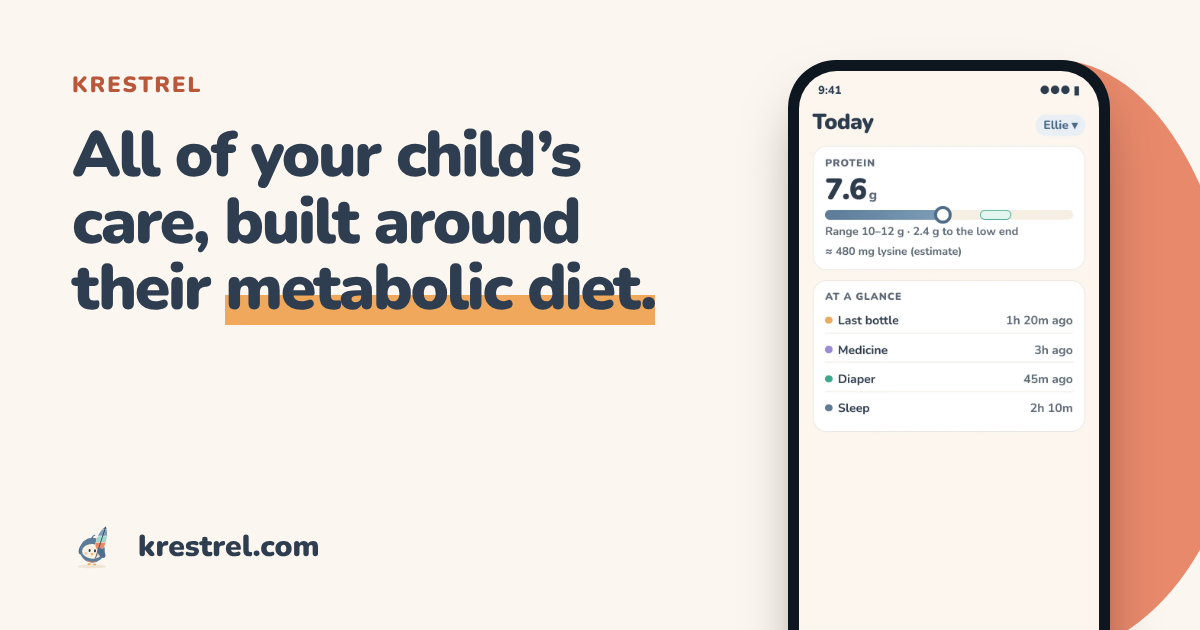 KRESTREL
All of your child’s
care, built around
their metabolic diet.
krestrel.com
9:41
Today
Ellie ▾
PROTEIN
7.6 g
Range 10–12 g · 2.4 g to the low end
≈ 480 mg lysine (estimate)
AT A GLANCE
Last bottle 1h 20m ago
Medicine 3h ago
Diaper 45m ago
Sleep 2h 10m